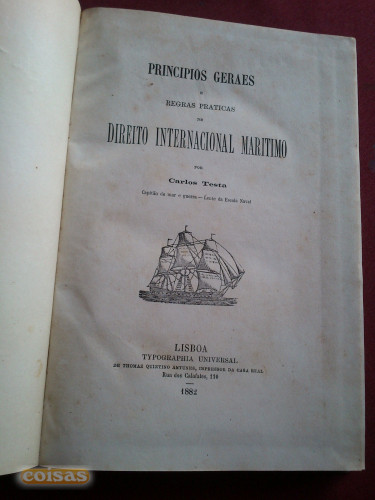 PRINCIPIOS GERAES
E
REGRAS PRATICAS
DE
DIREITO INTERNACIONAL MARITIMO
POR
Carlos Testa
Capitão de mar e guerra — Lente da Escola Naval
LISBOA
TYPOGRAPHIA UNIVERSAL
DE THOMAZ QUINTINO ANTUNES, IMPRESSOR DA CASA REAL
Rua dos Calafates, 110
1882
coisas